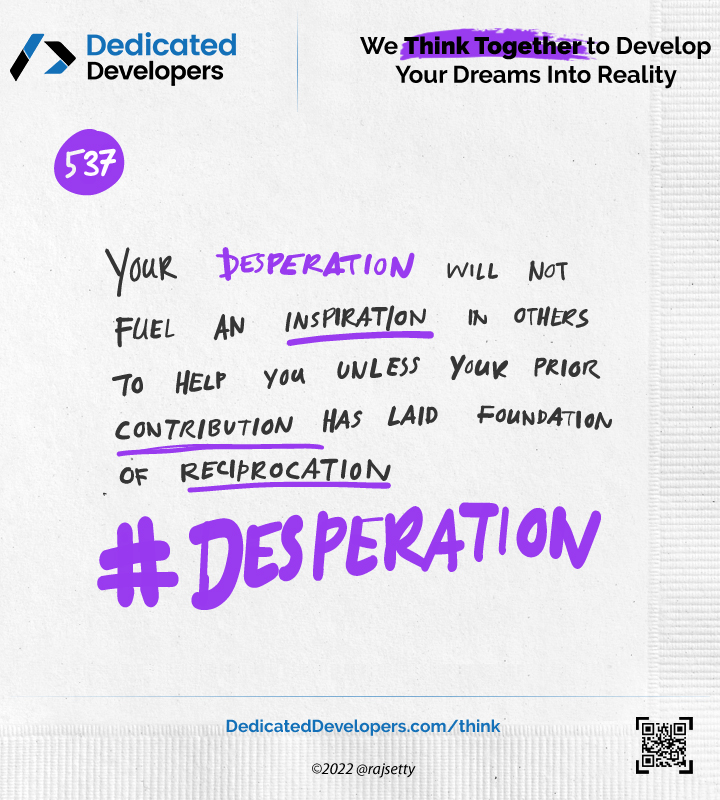 Dedicated
Developers
We Think Together to Develop
Your Dreams Into Reality
537
YOUR DESPERATION WILL NOT
FUEL AN INSPIRATION IN OTHERS
TO HELP YOU UNLESS YOUR PRIOR
CONTRIBUTION HAS LAID FOUNDATION
OF RECIPROCATION
#DESPERATION
DedicatedDevelopers.com/think
©2022 @rajsetty